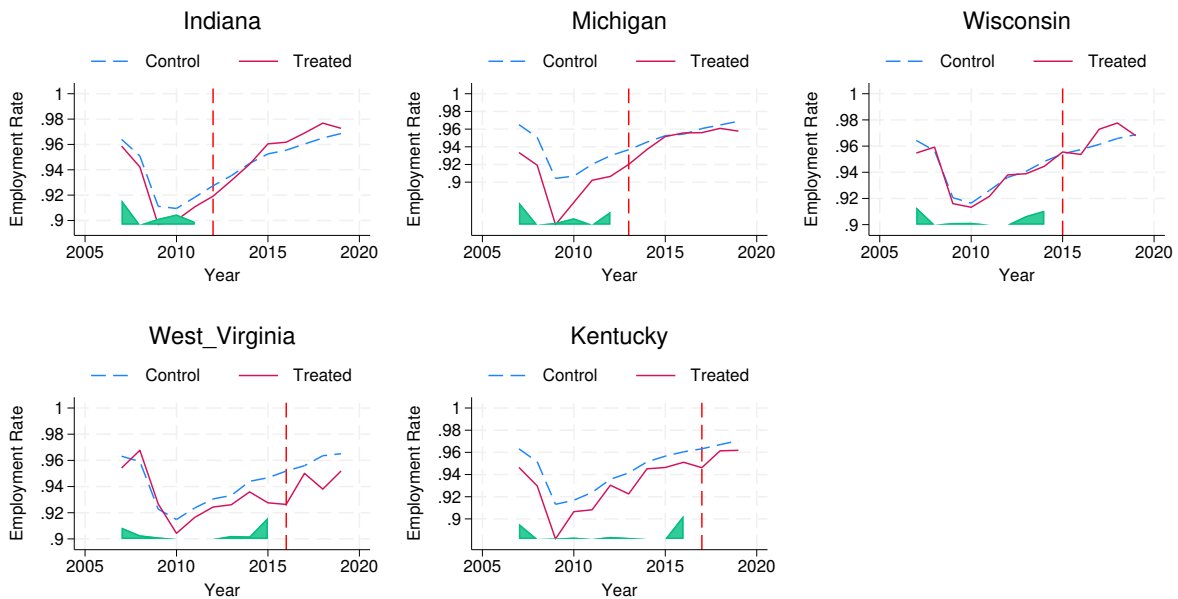 Indiana
Control Treated
Employment Rate
1
.98
.96
.94
.92
.9
2005 2010 2015 2020
Year
Michigan
Control Treated
Employment Rate
1
.98
.96
.94
.92
.9
2005 2010 2015 2020
Year
Wisconsin
Control Treated
Employment Rate
1
.98
.96
.94
.92
.9
2005 2010 2015 2020
Year
West_Virginia
Control Treated
Employment Rate
1
.98
.96
.94
.92
.9
2005 2010 2015 2020
Year
Kentucky
Control Treated
Employment Rate
1
.98
.96
.94
.92
.9
2005 2010 2015 2020
Year